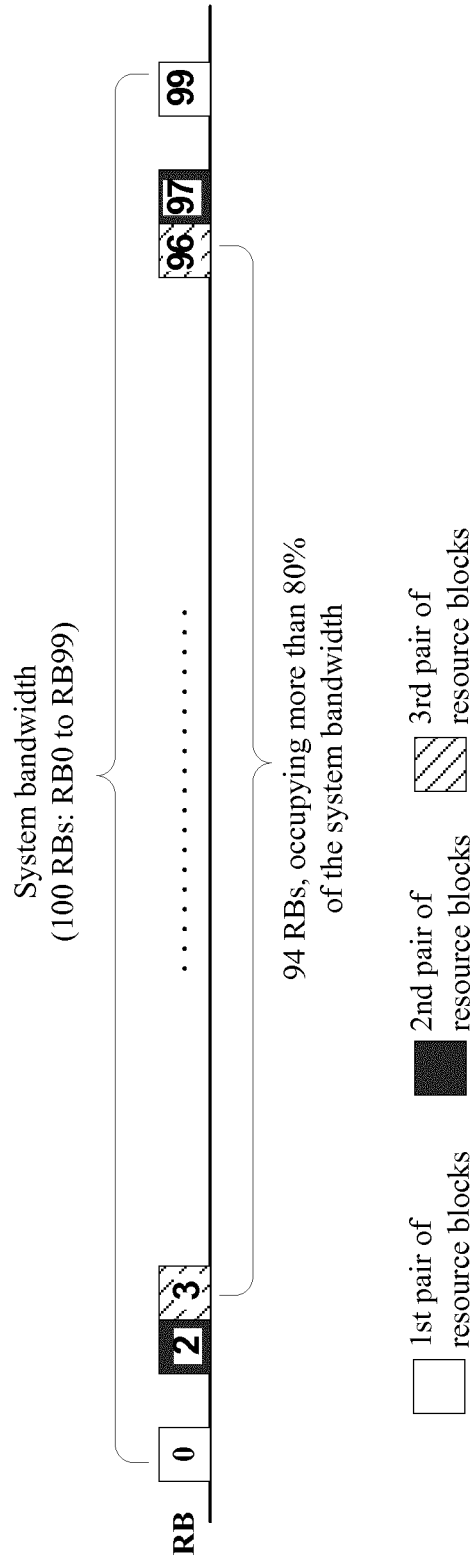 System bandwidth
(100 RBs: RB0 to RB99)
RB
0
2
3
96
97
99
94 RBs, occupying more than 80%
of the system bandwidth
1st pair of
resource blocks
2nd pair of
resource blocks
3rd pair of
resource blocks